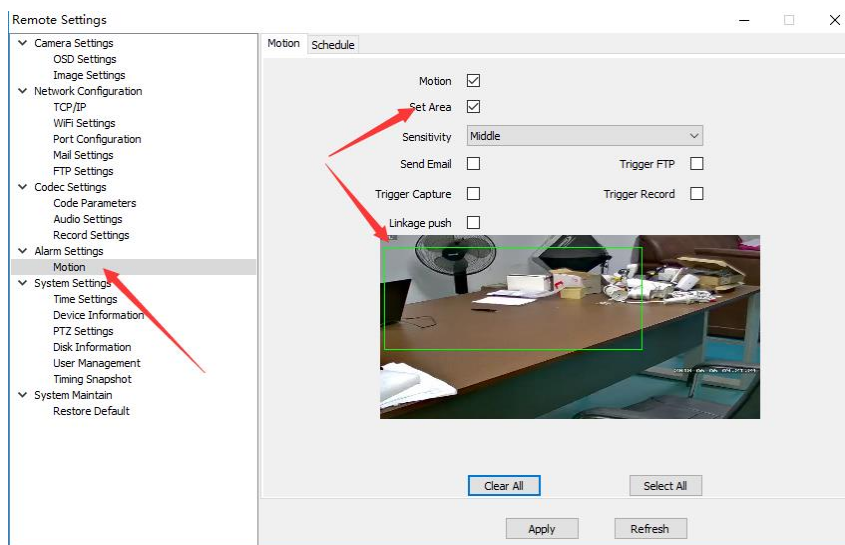 Remote Settings
Camera Settings
OSD Settings
Image Settings
Network Configuration
TCP/IP
WiFi Settings
Port Configuration
Mail Settings
FTP Settings
Codec Settings
Code Parameters
Audio Settings
Record Settings
Alarm Settings
Motion
System Settings
Time Settings
Device Information
PTZ Settings
Disk Information
User Management
Timing Snapshot
System Maintain
Restore Default
Motion Schedule
Motion
Set Area
Sensitivity Middle
Send Email Trigger FTP
Trigger Capture Trigger Record
Linkage push
Clear All Select All
Apply Refresh